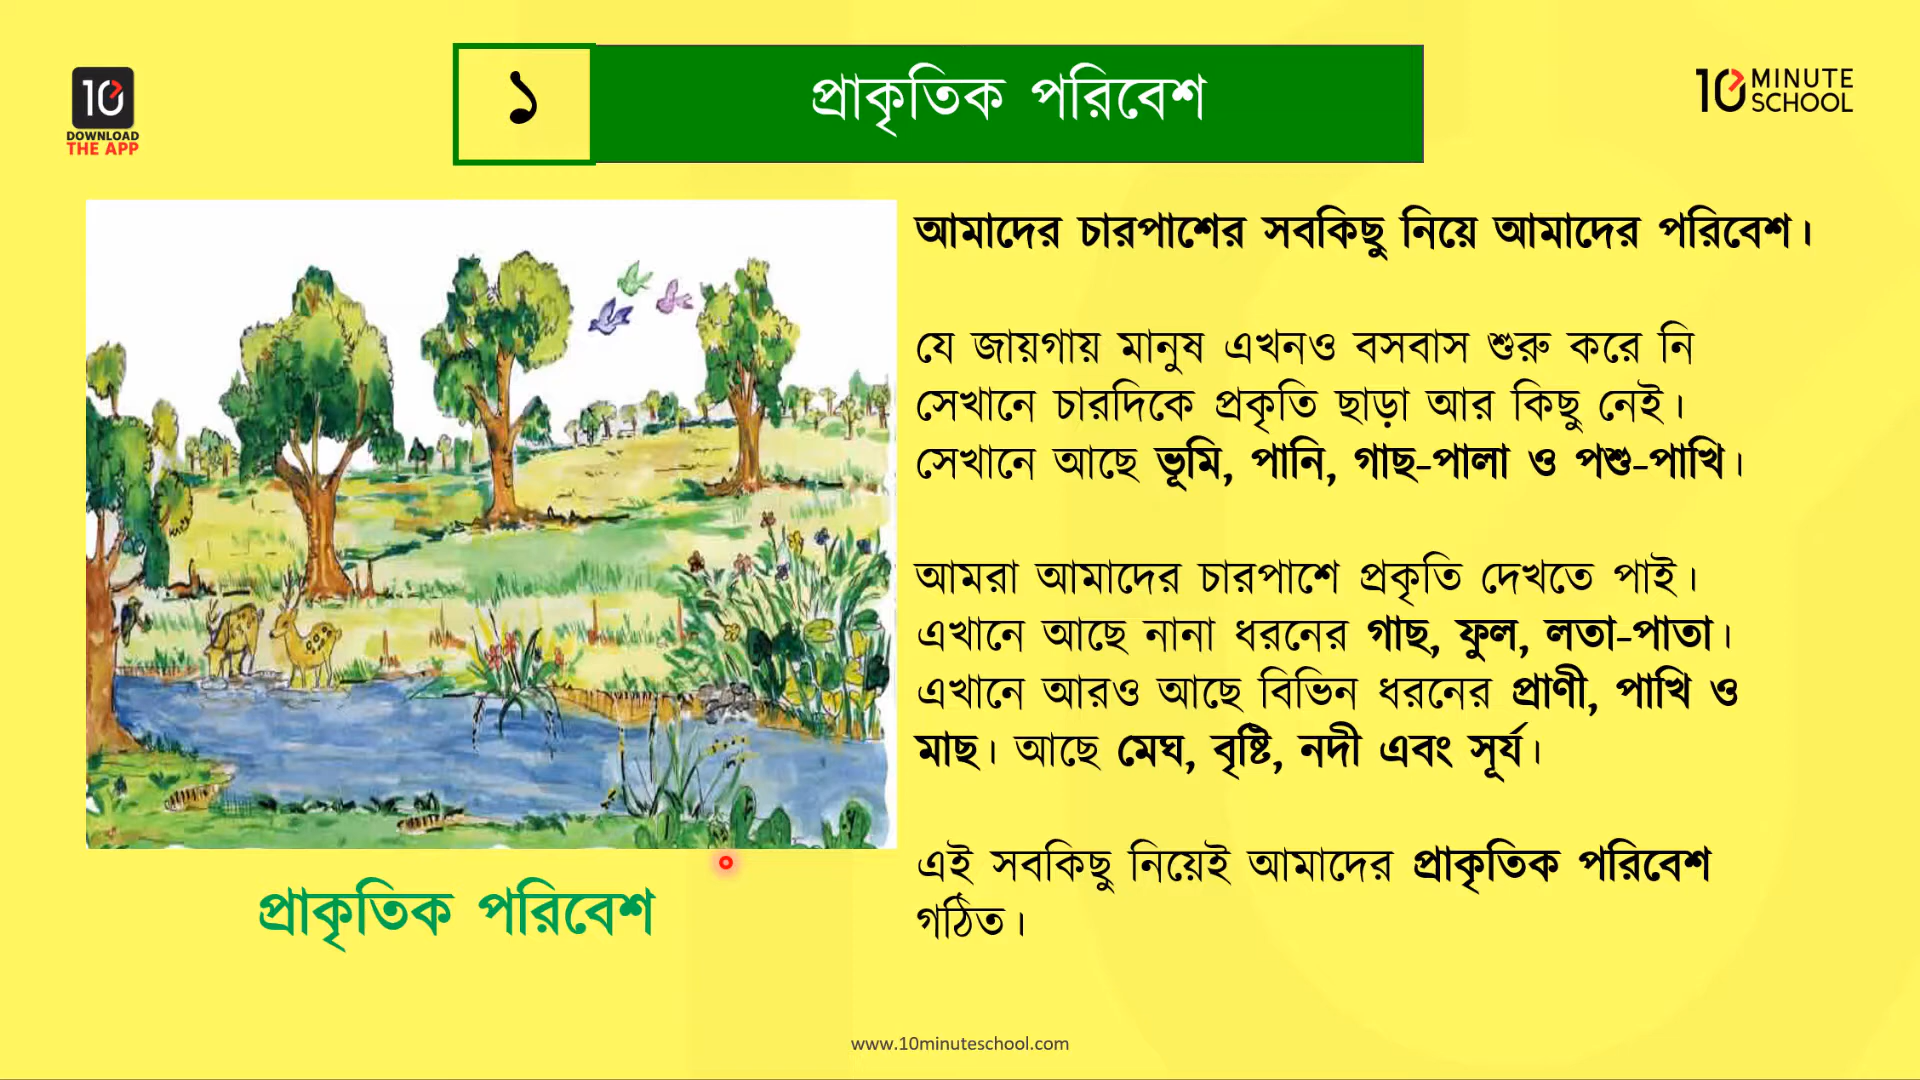 10
DOWNLOAD
THE APP
১
প্রাকৃতিক পরিবেশ
10 MINUTE
SCHOOL
আমাদের চারপাশের সবকিছু নিয়ে আমাদের পরিবেশ।
যে জায়গায় মানুষ এখনও বসবাস শুরু করে নি
সেখানে চারদিকে প্রকৃতি ছাড়া আর কিছু নেই।
সেখানে আছে ভূমি, পানি, গাছ-পালা ও পশু-পাখি।
আমরা আমাদের চারপাশে প্রকৃতি দেখতে পাই।
এখানে আছে নানা ধরনের গাছ, ফুল, লতা-পাতা।
এখানে আরও আছে বিভিন ধরনের প্রাণী, পাখি ও
মাছ। আছে মেঘ, বৃষ্টি, নদী এবং সূর্য।
এই সবকিছু নিয়েই আমাদের প্রাকৃতিক পরিবেশ
গঠিত।
প্রাকৃতিক পরিবেশ
www.10minuteschool.com